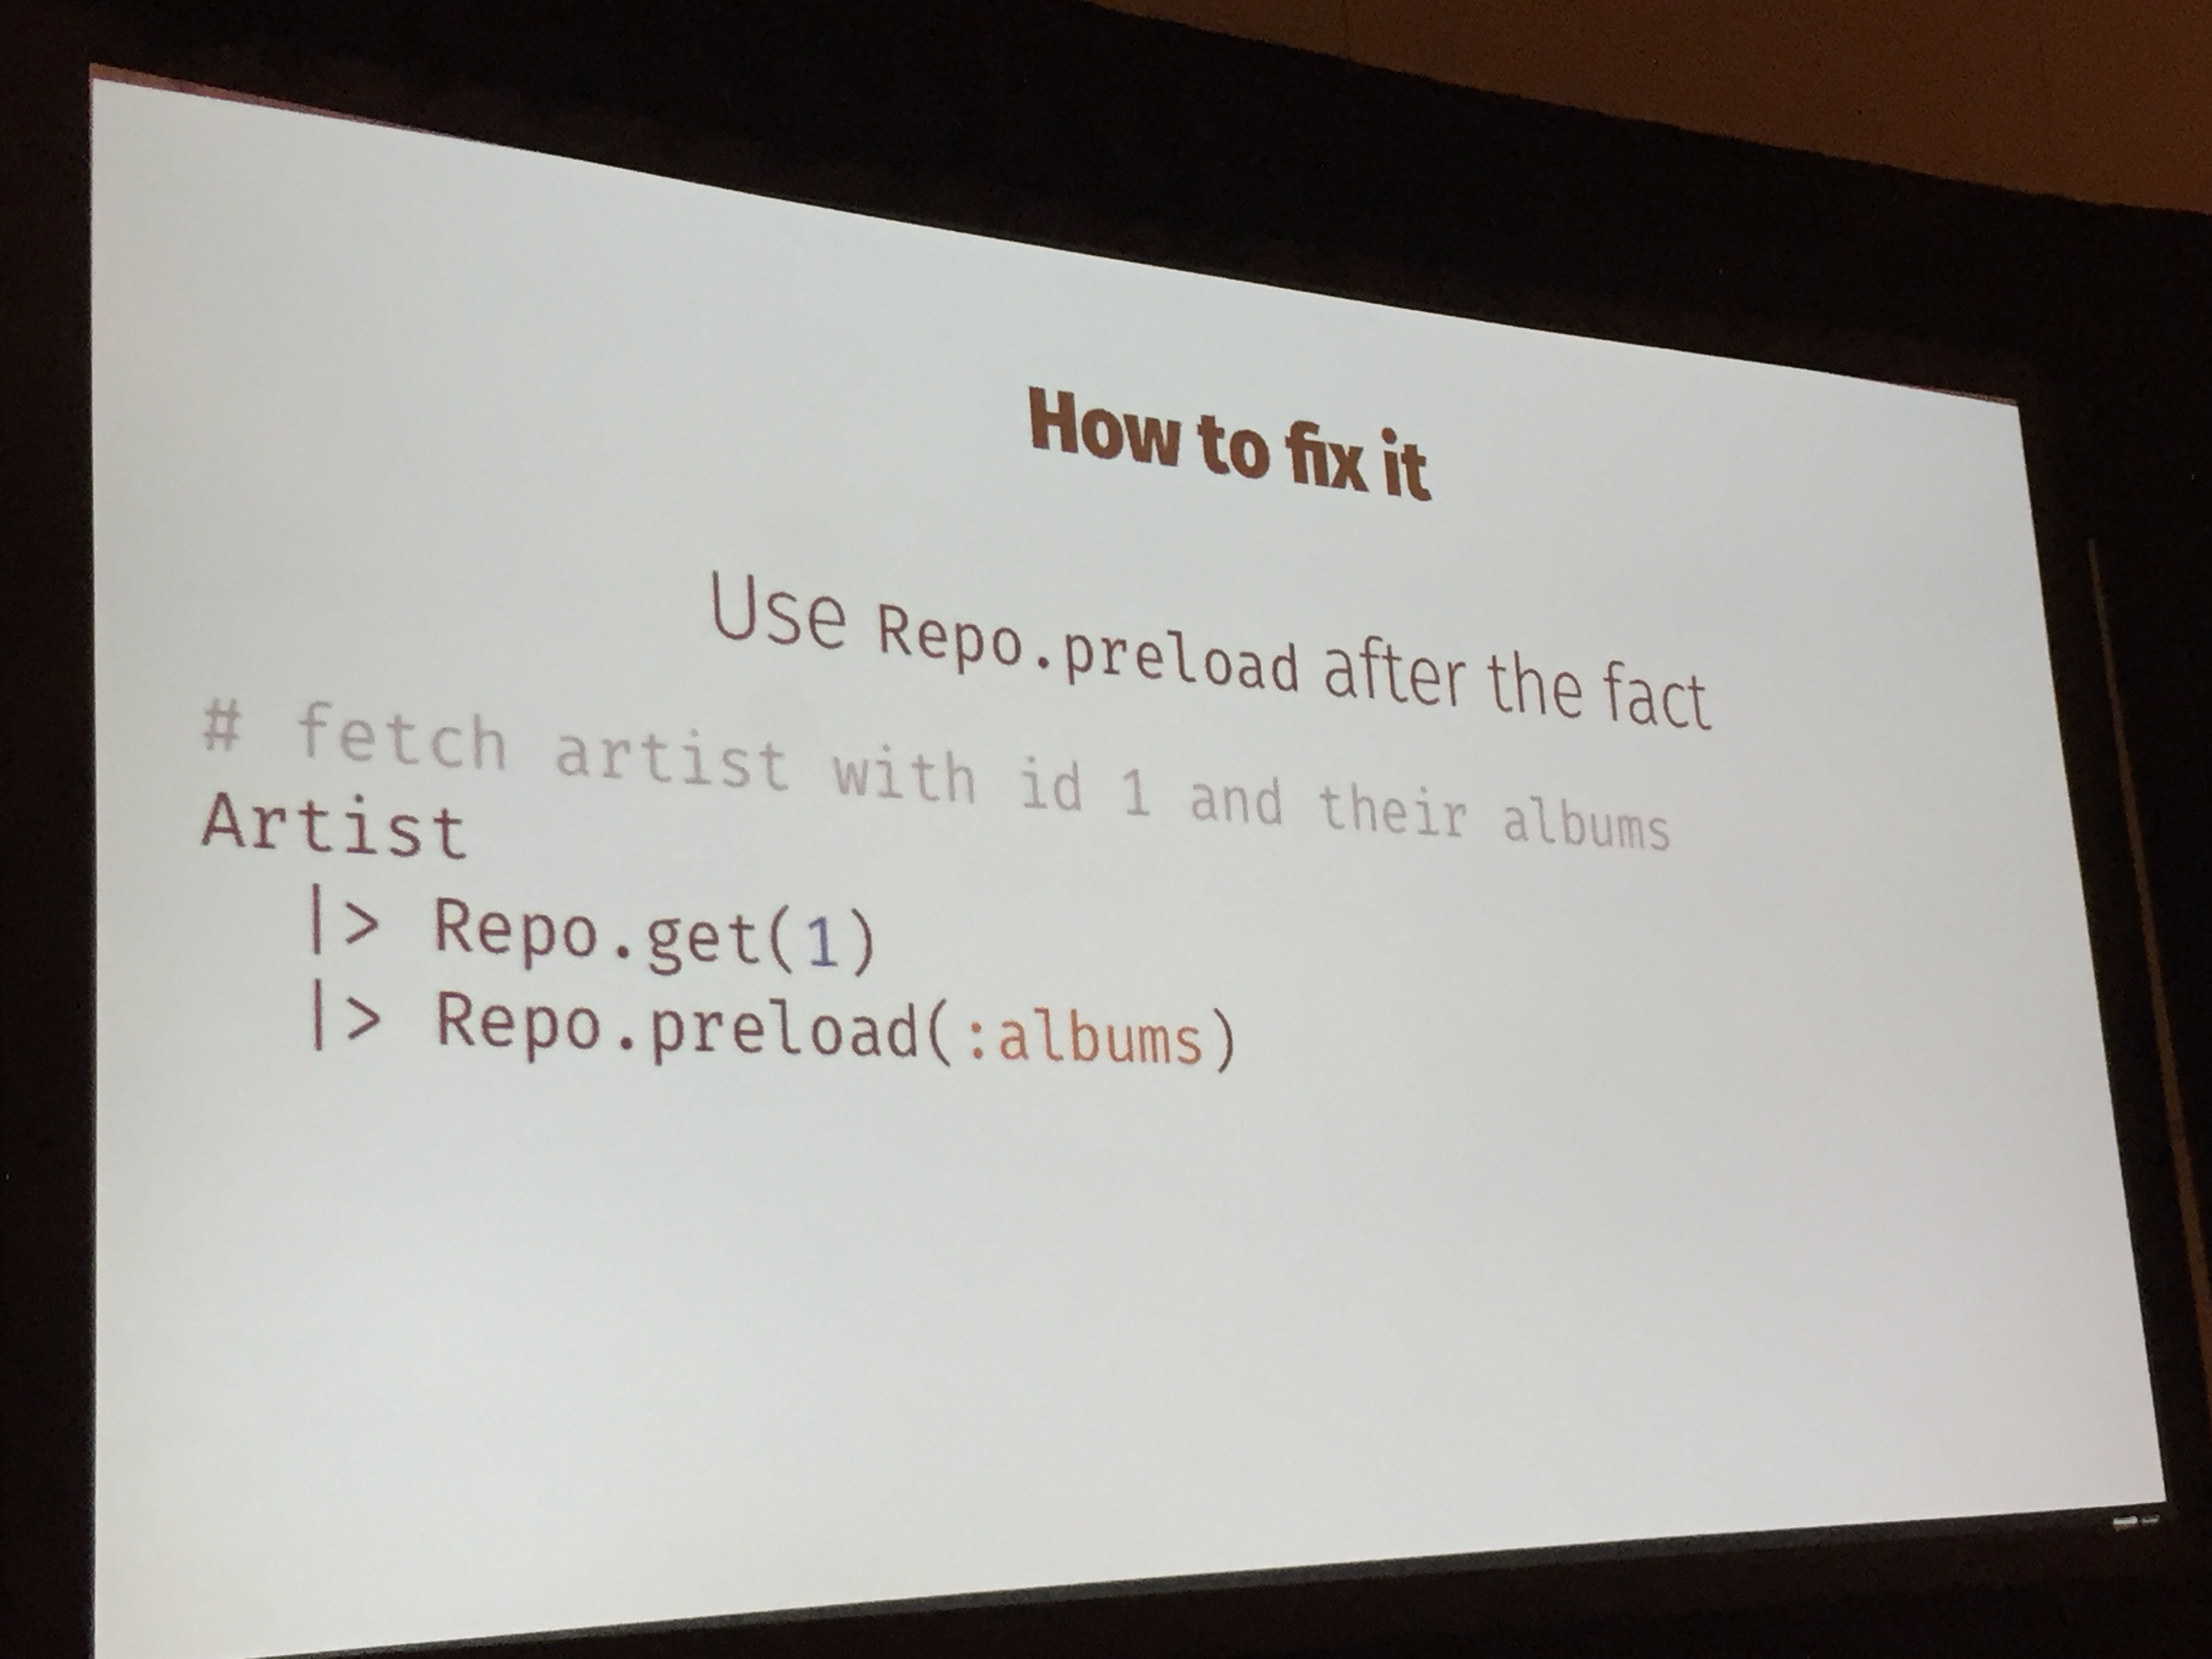 How to fix it
Use Repo.preload after the fact
# fetch artist with id 1 and their albums
Artist
|> Repo.get(1)
|> Repo.preload(:albums)